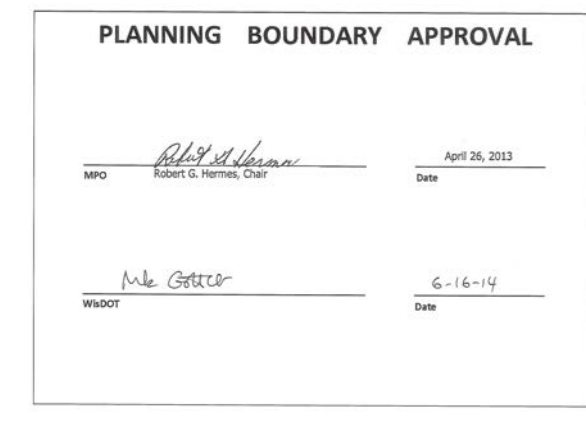 PLANNING BOUNDARY APPROVAL
April 26, 2013
MPO Robert G. Hermes, Chair Date
6-16-14
WisDOT Date